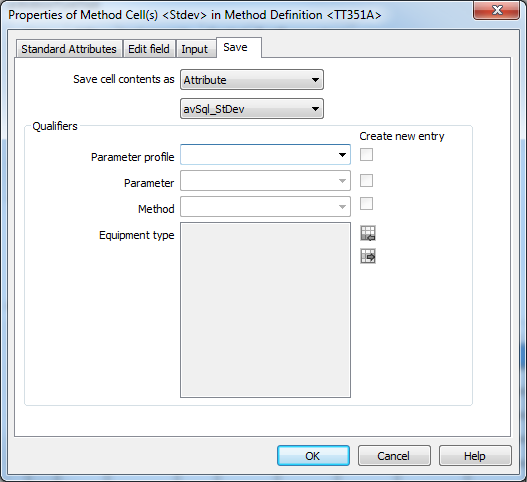 Properties of Method Cell(s) <Stdev> in Method Definition <TT351A>
Standard Attributes Edit field Input Save
Save cell contents as Attribute
avSql_StDev
Qualifiers
Create new entry
Parameter profile
Parameter
Method
Equipment type
OK Cancel Help